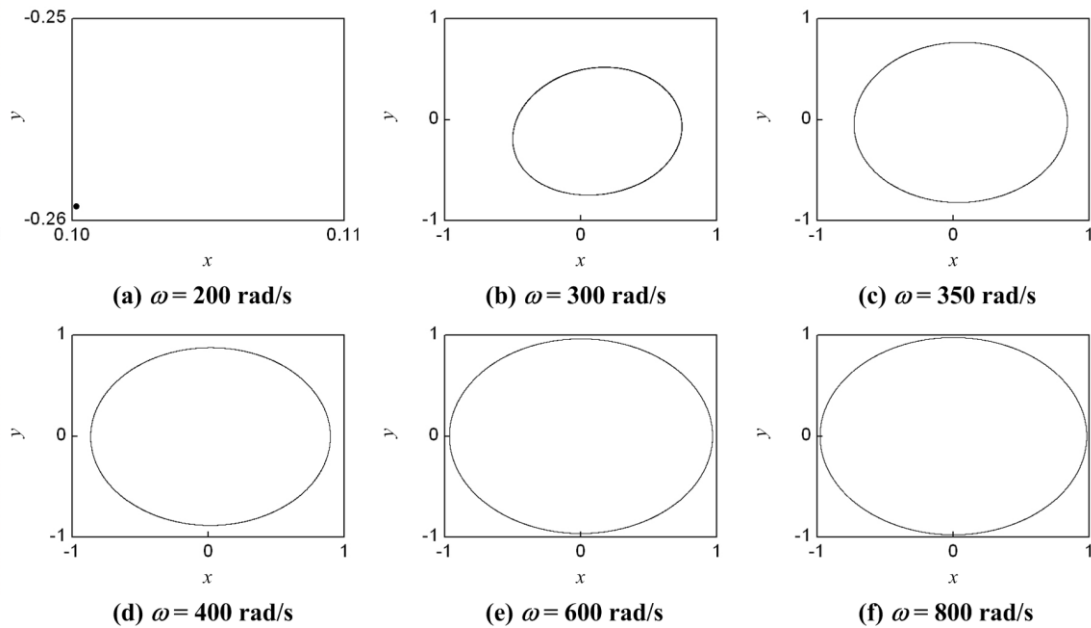 -0.25
y
-0.26
0.10
0.11
x
(a) ω = 200 rad/s
1
y
0
-1
-1
0
1
x
(b) ω = 300 rad/s
1
y
0
-1
-1
0
1
x
(c) ω = 350 rad/s
1
y
0
-1
-1
0
1
x
(d) ω = 400 rad/s
1
y
0
-1
-1
0
1
x
(e) ω = 600 rad/s
1
y
0
-1
-1
0
1
x
(f) ω = 800 rad/s